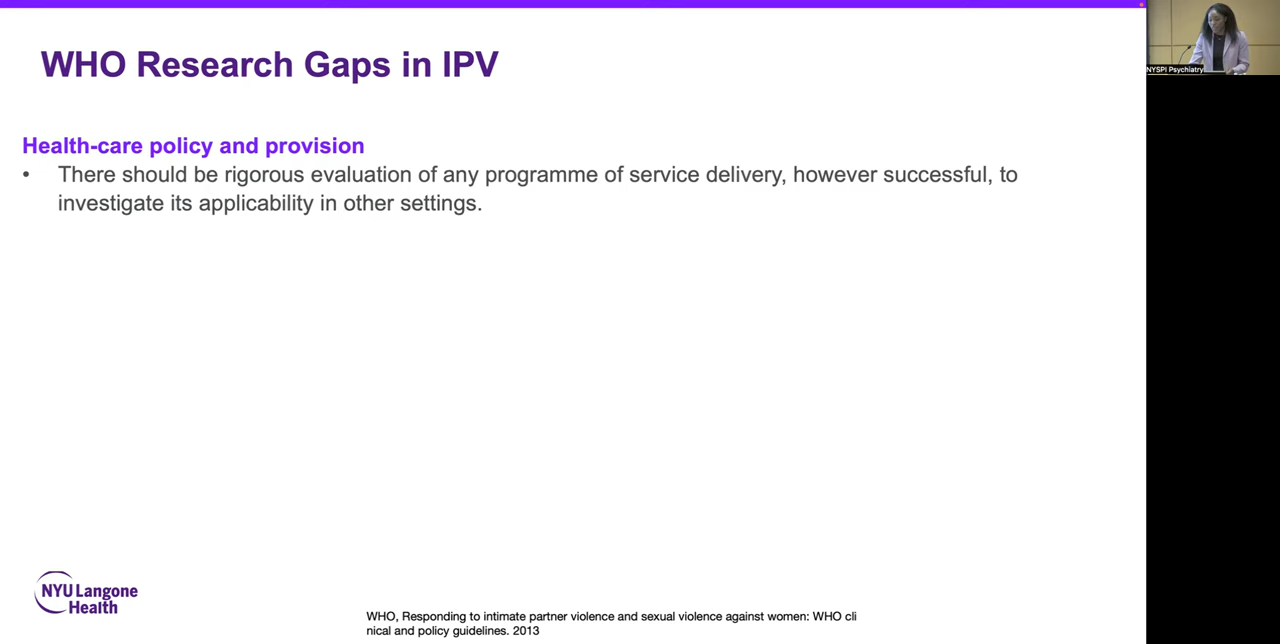 WHO Research Gaps in IPV
NYSPI Psychiatry
Health-care policy and provision
• There should be rigorous evaluation of any programme of service delivery, however successful, to
investigate its applicability in other settings.
NYU Langone
Health
WHO, Responding to intimate partner violence and sexual violence against women: WHO cli
nical and policy guidelines. 2013